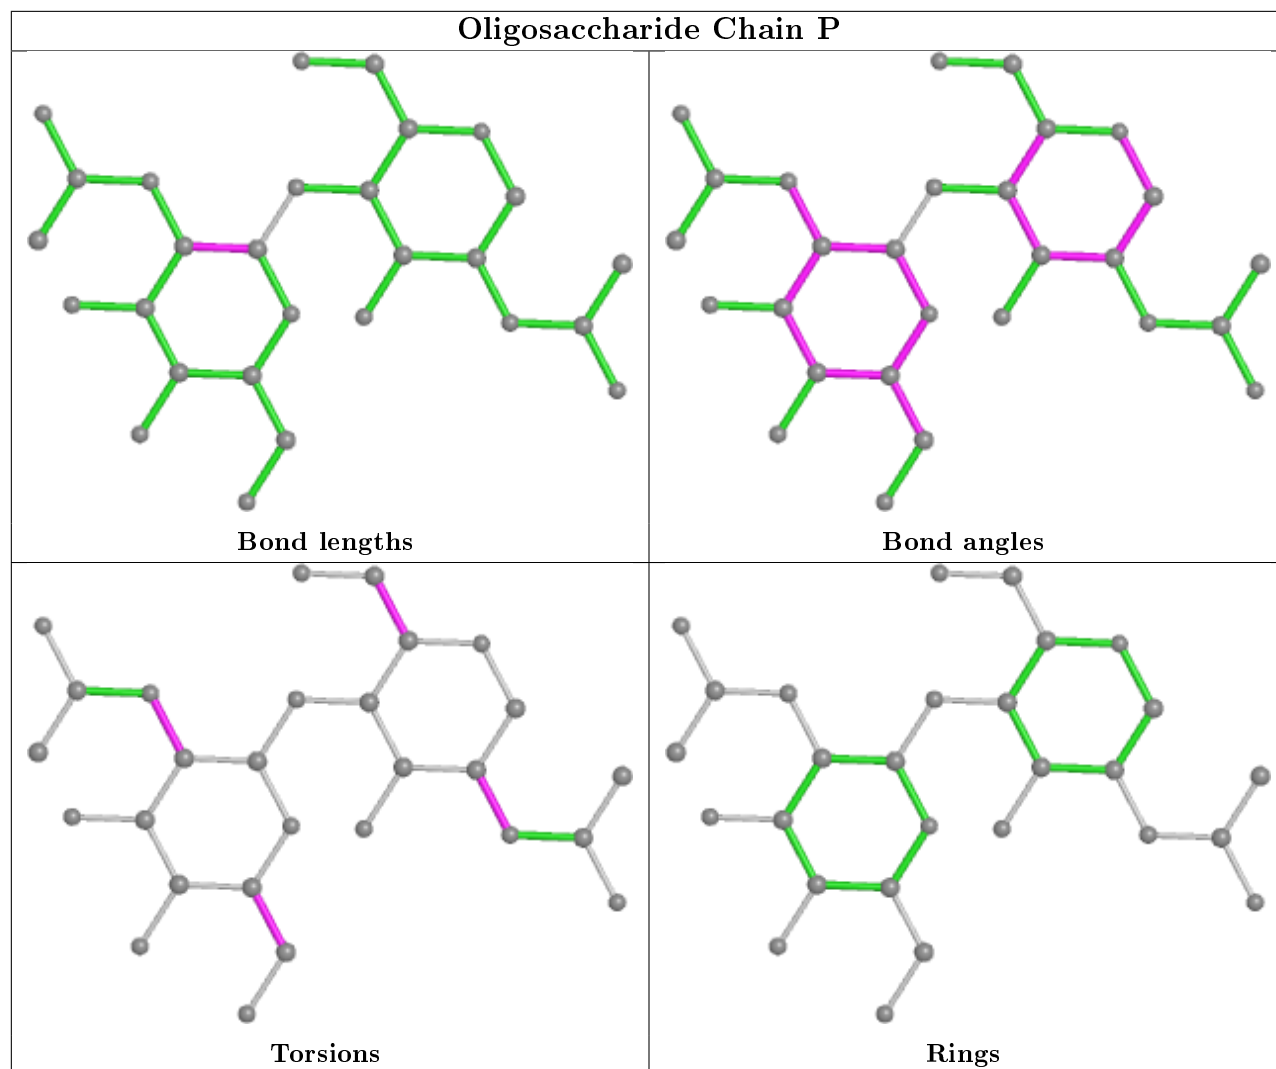 Oligosaccharide Chain P
Bond lengths
Bond angles
Torsions
Rings